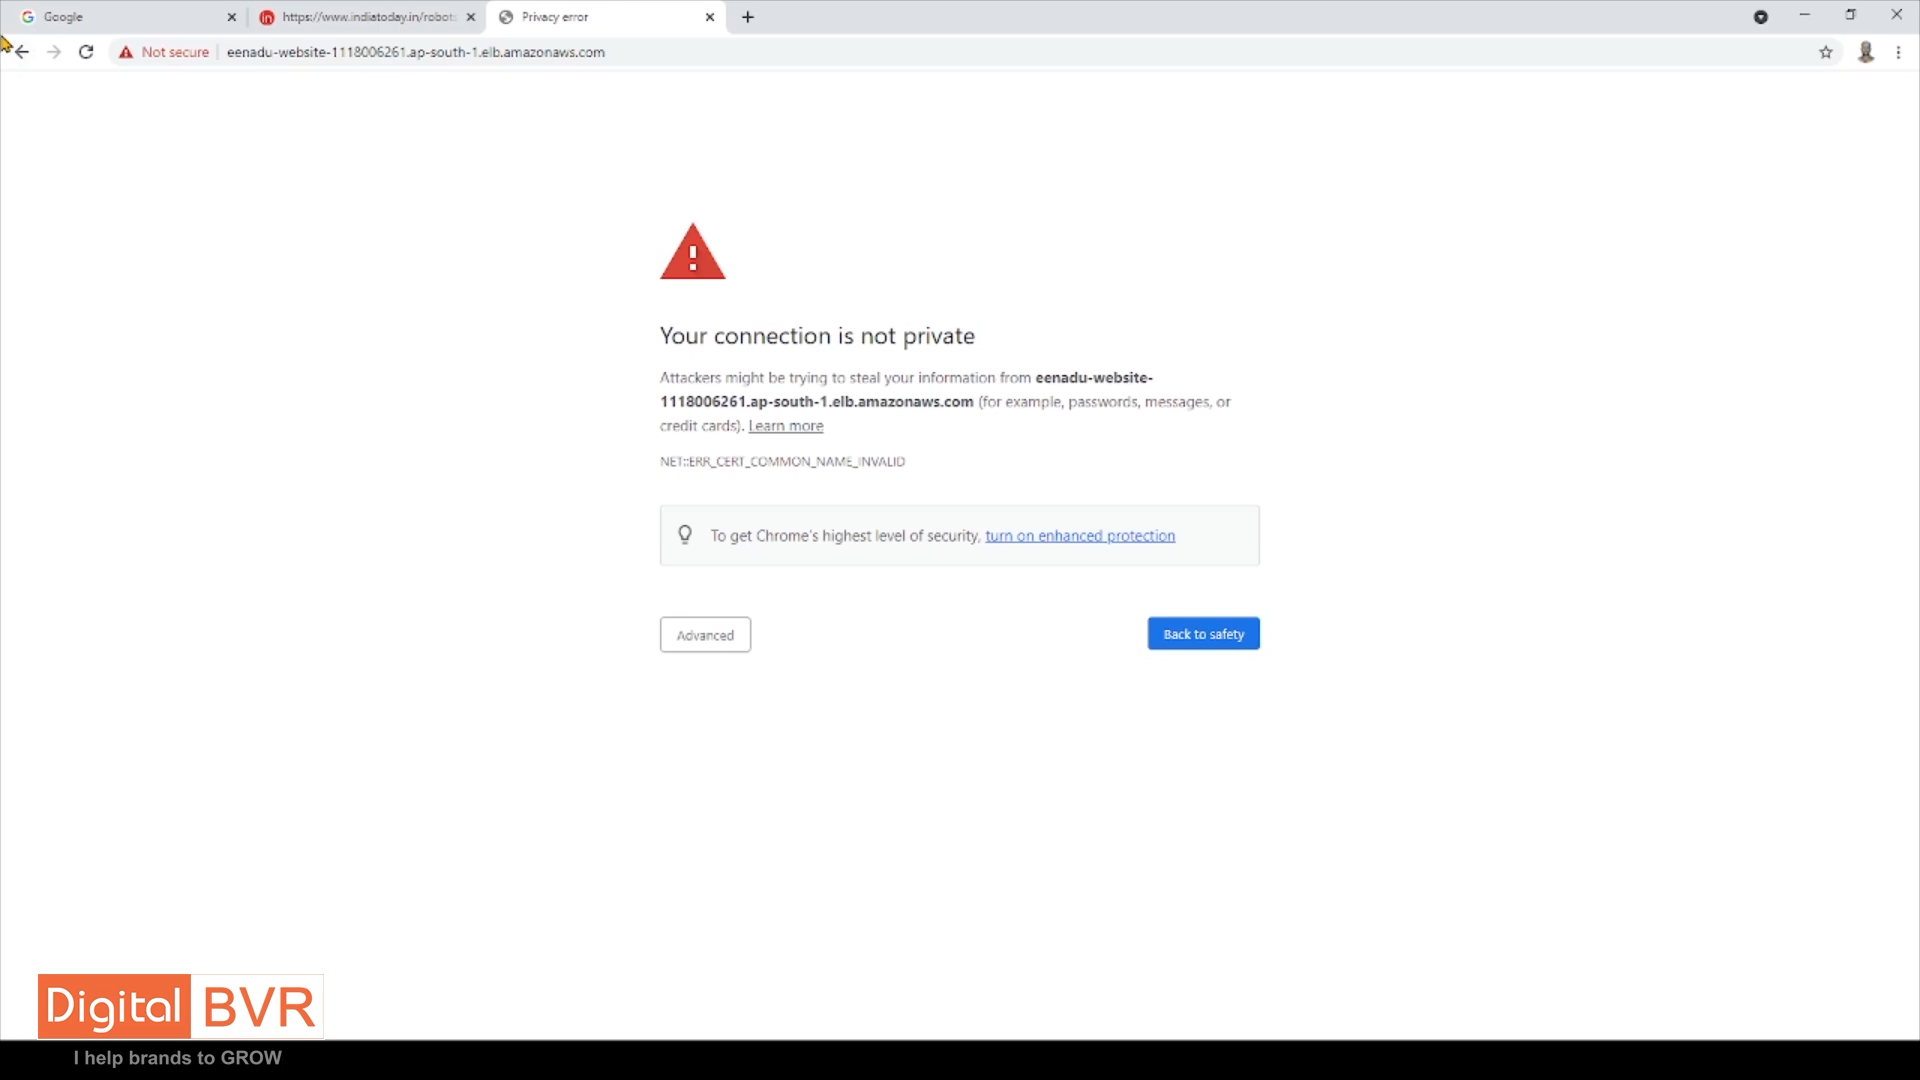 Google
https://www.indiatoday.in/robot
Privacy error
Not secure
eenadu-website-1118006261.ap-south-1.elb.amazonaws.com
Your connection is not private
Attackers might be trying to steal your information from eenadu-website-
1118006261.ap-south-1.elb.amazonaws.com (for example, passwords, messages, or
credit cards). Learn more
NET::ERR_CERT_COMMON_NAME_INVALID
To get Chrome's highest level of security, turn on enhanced protection
Advanced
Back to safety
Digital BVR
I help brands to GROW